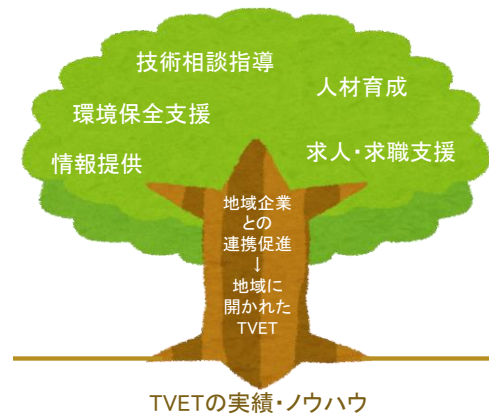 技術相談指導
人材育成
環境保全支援
求人・求職支援
情報提供
地域企業
との
連携促進
↓
地域に
開かれた
TVET
TVETの実績・ノウハウ